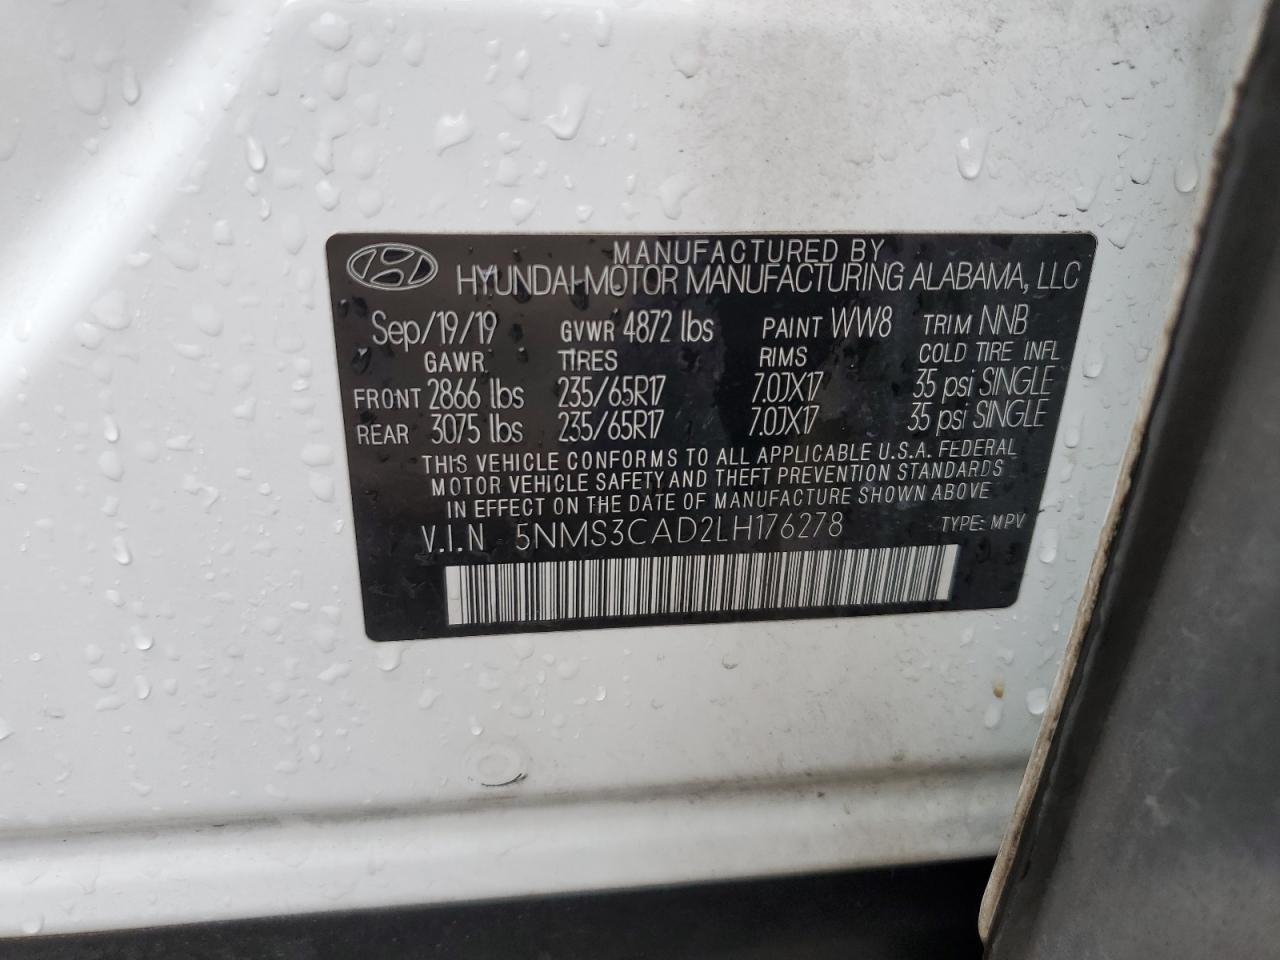 MANUFACTURED BY
HYUNDAI-MOTOR MANUFACTURING ALABAMA, LLC
Sep/19/19 GVWR 4872 lbs PAINT WW8 TRIM NNB
GAWR TIRES RIMS COLD TIRE INFL
FRONT 2866 lbs 235/65R17 7.0JX17 35 psi SINGLE
REAR 3075 lbs 235/65R17 7.0JX17 35 psi SINGLE
THIS VEHICLE CONFORMS TO ALL APPLICABLE U.S.A. FEDERAL
MOTOR VEHICLE SAFETY AND THEFT PREVENTION STANDARDS
IN EFFECT ON THE DATE OF MANUFACTURE SHOWN ABOVE
V.I.N 5NMS3CAD2LH176278 TYPE: MPV